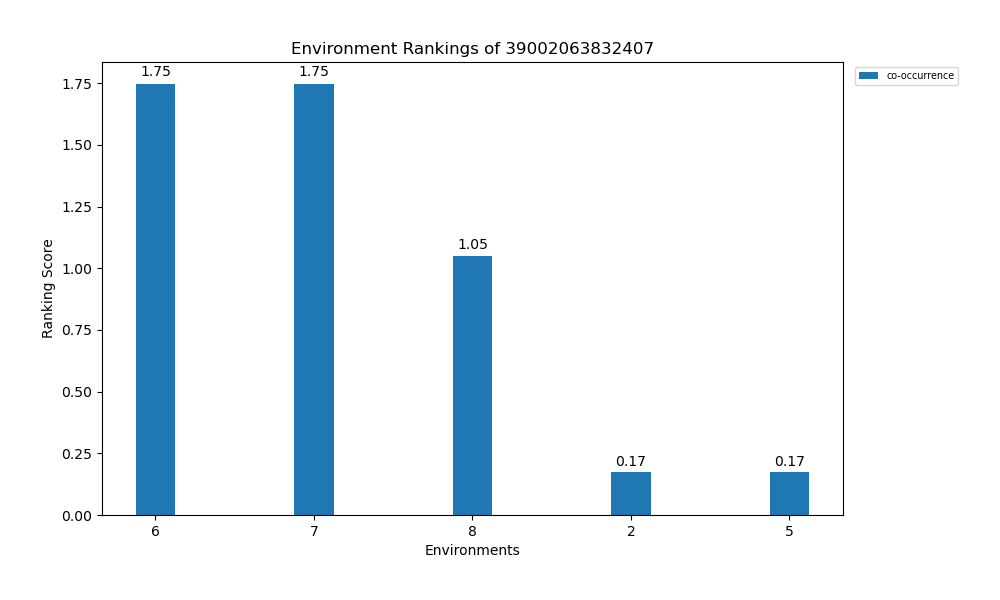 Environment Rankings of 39002063832407
co-occurrence
Ranking Score
1.75
1.50
1.25
1.00
0.75
0.50
0.25
0.00
1.75
1.75
1.05
0.17
0.17
6 7 8 2 5
Environments